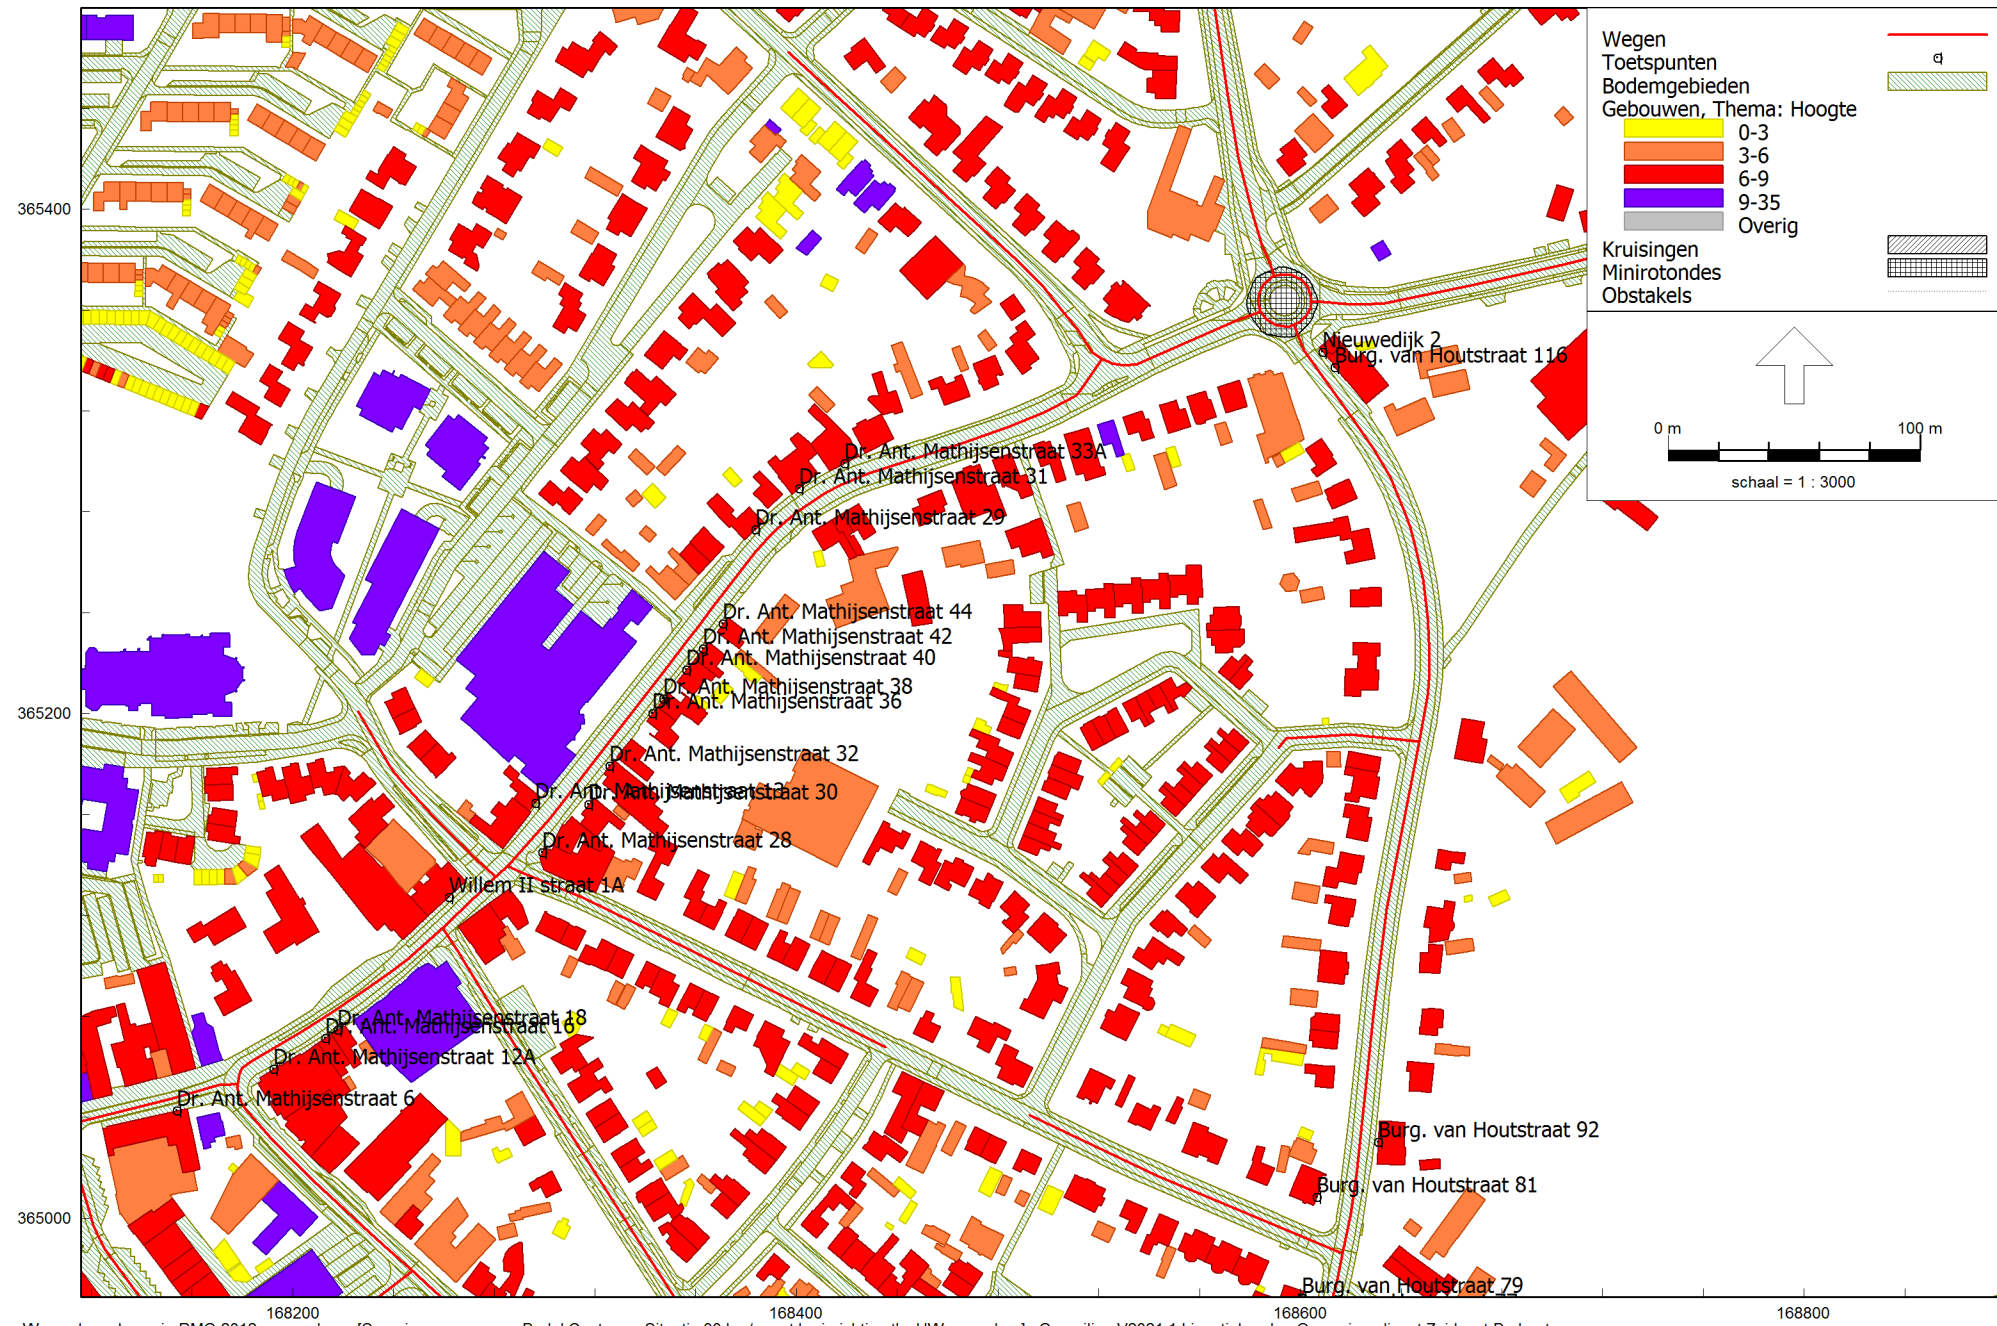 Wegen
Toetspunten
Bodemgebieden
Gebouwen, Thema: Hoogte
0-3
3-6
6-9
9-35
Overig
Kruisingen
Minirotondes
Obstakels
0 m 100 m
schaal = 1 : 3000
365400
365200
365000
168200 168400 168600 168800
Nieuwedijk 2
Burg. van Houtstraat 116
Dr. Ant. Mathijsenstraat 33A
Dr. Ant. Mathijsenstraat 31
Dr. Ant. Mathijsenstraat 29
Dr. Ant. Mathijsenstraat 44
Dr. Ant. Mathijsenstraat 42
Dr. Ant. Mathijsenstraat 40
Dr. Ant. Mathijsenstraat 38
Dr. Ant. Mathijsenstraat 36
Dr. Ant. Mathijsenstraat 32
Dr. Ant. Mathijsenstraat 13
Dr. Ant. Mathijsenstraat 30
Dr. Ant. Mathijsenstraat 28
Willem II straat 1A
Dr. Ant. Mathijsenstraat 18
Dr. Ant. Mathijsenstraat 16
Dr. Ant. Mathijsenstraat 12A
Dr. Ant. Mathijsenstraat 6
Burg. van Houtstraat 92
Burg. van Houtstraat 81
Burg. van Houtstraat 79